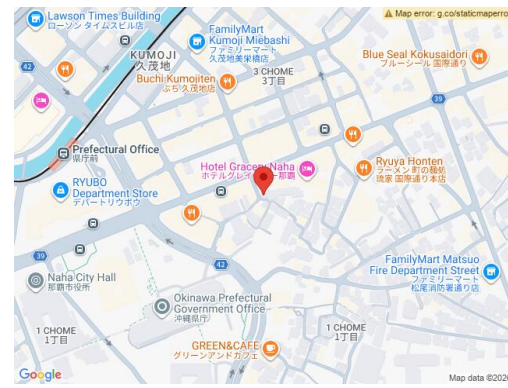 Lawson Times Building
ローソン タイムスビル店
FamilyMart
Kumoji Miebashi
ファミリーマート
久茂地美栄橋店
▲ Map error: g.co/staticmaperro
KUMOJI
久茂地
Blue Seal Kokusaidori
ブルーシール 国際通り
3 CHOME
3丁目
42
Buchi Kumojiten
ぶち 久茂地店
39
Prefectural Office
県庁前
Hotel Gracery Naha
ホテルグレイスリー那覇
Ryuya Honten
ラーメン 町の麺処
琉家 国際通り本店
RYUBO
Department Store
デパートリウボウ
39
42
FamilyMart Matsuo
Fire Department Street
ファミリーマート
松尾消防署通り店
Naha City Hall
那覇市役所
Okinawa Prefectural
Government Office
沖縄県庁
1 CHOME
1丁目
1 CHOME
1丁目
GREEN&CAFE
グリーンアンドカフェ
Google
Map data ©2026